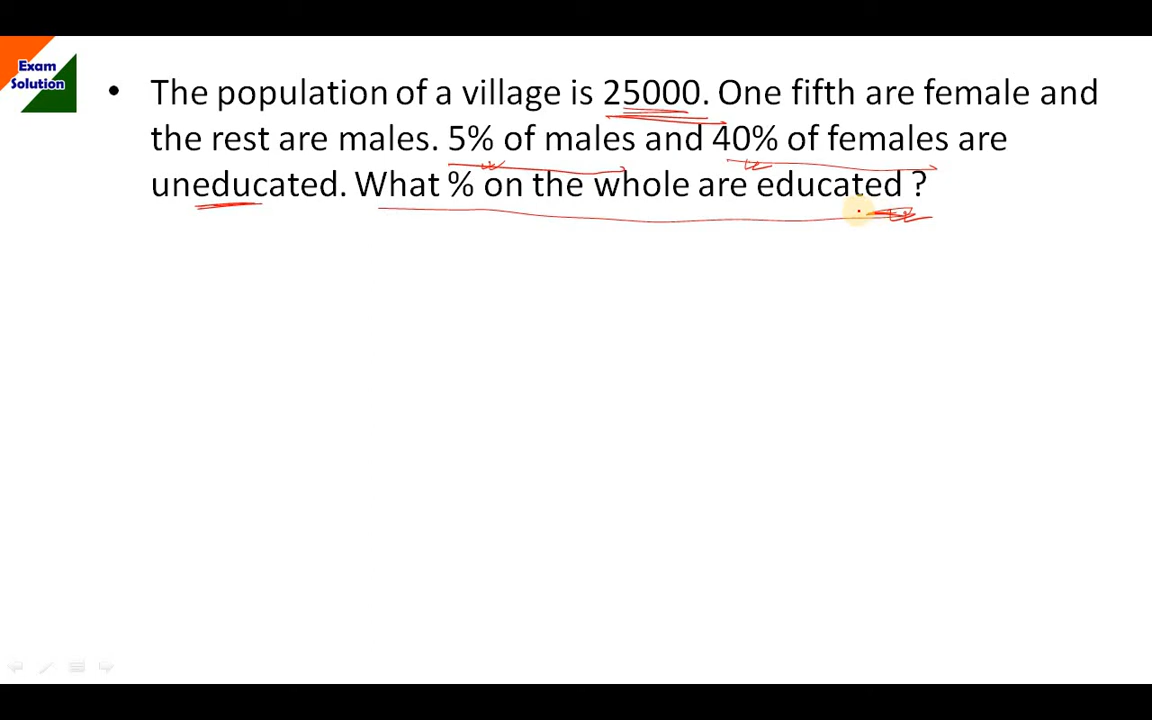 Exam
Solution
• The population of a village is 25000. One fifth are female and
the rest are males. 5% of males and 40% of females are
uneducated. What % on the whole are educated ?